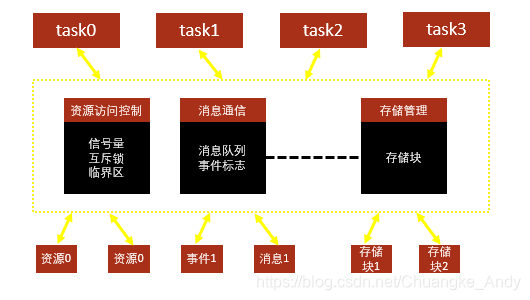 task0
task1
task2
task3
资源访问控制
信号量
互斥锁
临界区
消息通信
消息队列
事件标志
存储管理
存储块
资源0
资源0
事件1
消息1
存储
块1
存储
块2
https://blog.csdn.net/Chuangke_Andy